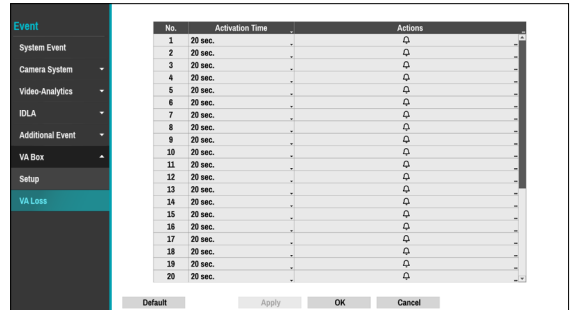 Event
System Event
Camera System
Video-Analytics
IDLA
Additional Event
VA Box
Setup
VA Loss
No. Activation Time Actions
1 20 sec.
2 20 sec.
3 20 sec.
4 20 sec.
5 20 sec.
6 20 sec.
7 20 sec.
8 20 sec.
9 20 sec.
10 20 sec.
11 20 sec.
12 20 sec.
13 20 sec.
14 20 sec.
15 20 sec.
16 20 sec.
17 20 sec.
18 20 sec.
19 20 sec.
20 20 sec.
Default Apply OK Cancel